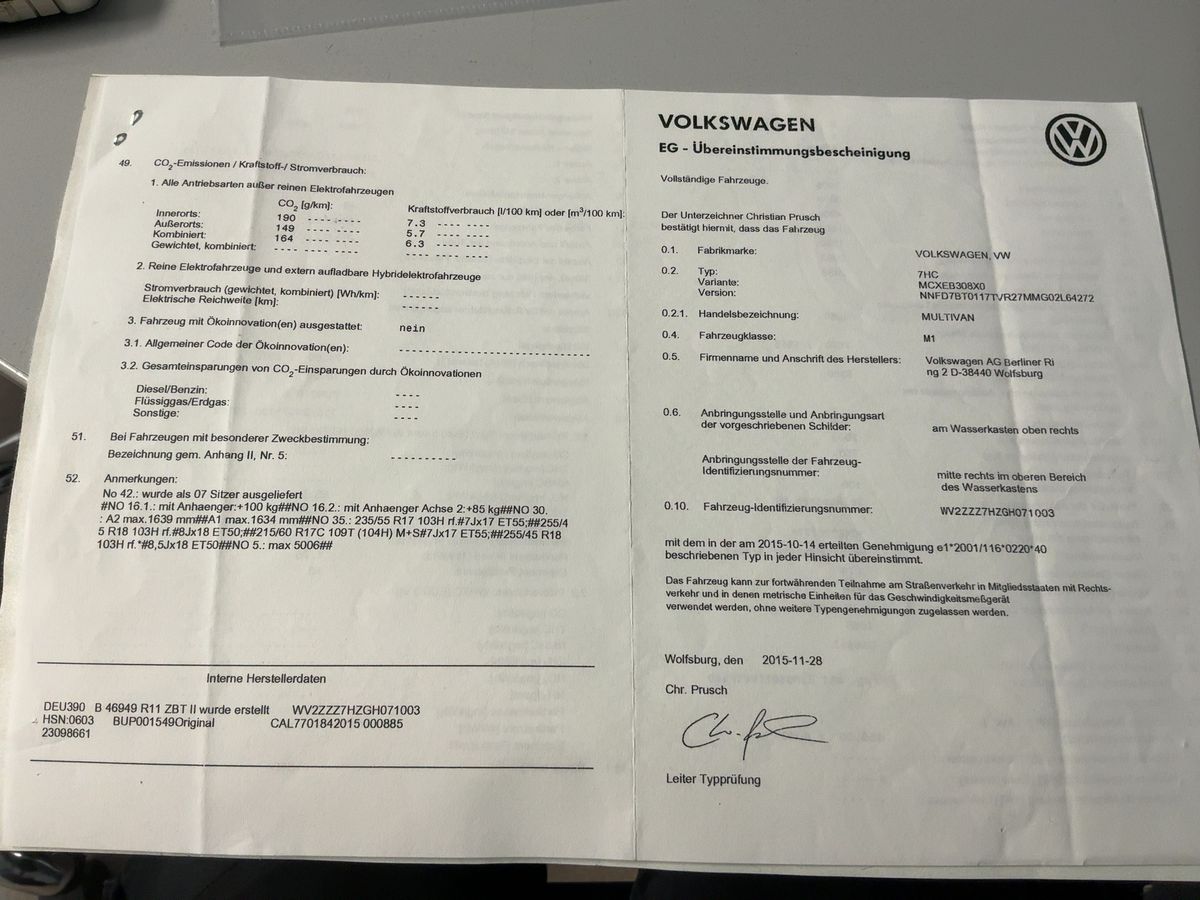 49. CO2-Emissionen / Kraftstoff-/ Stromverbrauch:
1. Alle Antriebsarten außer reinen Elektrofahrzeugen
CO2 [g/km]: Kraftstoffverbrauch [l/100 km] oder [m³/100 km]:
Innerorts: 190 ---- ---- 7.3 ---- ----
Außerorts: 149 ---- ---- 5.7 ---- ----
Kombiniert: 164 ---- ---- 6.3 ---- ----
Gewichtet, kombiniert: ---- ---- ---- ---- ---- ----
2. Reine Elektrofahrzeuge und extern aufladbare Hybridelektrofahrzeuge
Stromverbrauch (gewichtet, kombiniert) [Wh/km]: ------
Elektrische Reichweite [km]: ------
3. Fahrzeug mit Ökoinnovation(en) ausgestattet: nein
3.1. Allgemeiner Code der Ökoinnovation(en): ------------------------------
3.2. Gesamteinsparungen von CO2-Einsparungen durch Ökoinnovationen
Diesel/Benzin: ----
Flüssiggas/Erdgas: ----
Sonstige: ----
51. Bei Fahrzeugen mit besonderer Zweckbestimmung:
Bezeichnung gem. Anhang II, Nr. 5: ----------
52. Anmerkungen:
No 42.: wurde als 07 Sitzer ausgeliefert
#NO 16.1.: mit Anhaenger:+100 kg##NO 16.2.: mit Anhaenger Achse 2:+85 kg##NO 30.
: A2 max.1639 mm##A1 max.1634 mm##NO 35.: 235/55 R17 103H rf.#7Jx17 ET55;##255/4
5 R18 103H rf.#8Jx18 ET50;##215/60 R17C 109T (104H) M+S#7Jx17 ET55;##255/45 R18
103H rf.*#8,5Jx18 ET50##NO 5.: max 5006##
Interne Herstellerdaten
DEU390 B 46949 R11 ZBT II wurde erstellt WV2ZZZ7HZGH071003
HSN:0603 BUP001549Original CAL7701842015 000885
23098661
VOLKSWAGEN
EG - Übereinstimmungsbescheinigung
Vollständige Fahrzeuge.
Der Unterzeichner Christian Prusch
bestätigt hiermit, dass das Fahrzeug
0.1. Fabrikmarke: VOLKSWAGEN, VW
0.2. Typ: 7HC
Variante: MCXEB308X0
Version: NNFD7BT0117TVR27MMG02L64272
0.2.1. Handelsbezeichnung: MULTIVAN
0.4. Fahrzeugklasse: M1
0.5. Firmenname und Anschrift des Herstellers: Volkswagen AG Berliner Ri
ng 2 D-38440 Wolfsburg
0.6. Anbringungsstelle und Anbringungsart
der vorgeschriebenen Schilder: am Wasserkasten oben rechts
Anbringungsstelle der Fahrzeug-
Identifizierungsnummer: mitte rechts im oberen Bereich
des Wasserkastens
0.10. Fahrzeug-Identifizierungsnummer: WV2ZZZ7HZGH071003
mit dem in der am 2015-10-14 erteilten Genehmigung e1*2001/116*0220*40
beschriebenen Typ in jeder Hinsicht übereinstimmt.
Das Fahrzeug kann zur fortwährenden Teilnahme am Straßenverkehr in Mitgliedsstaaten mit Rechts-
verkehr und in denen metrische Einheiten für das Geschwindigkeitsmeßgerät
verwendet werden, ohne weitere Typengenehmigungen zugelassen werden.
Wolfsburg, den 2015-11-28
Chr. Prusch
Leiter Typprüfung